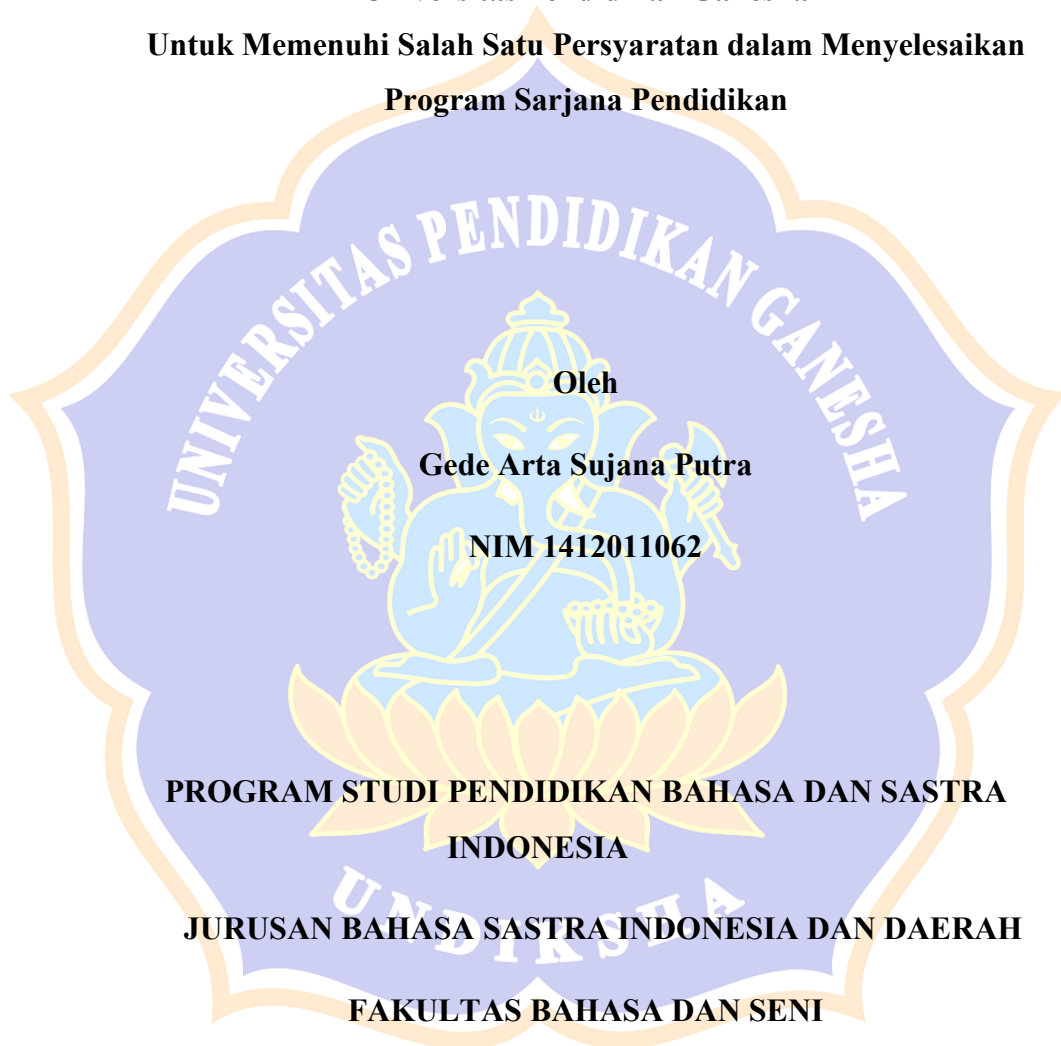 Untuk Memenuhi Salah Satu Persyaratan dalam Menyelesaikan
Program Sarjana Pendidikan
UNIVERSITAS PENDIDIKAN GANESHA
Oleh
Gede Arta Sujana Putra
NIM 1412011062
PROGRAM STUDI PENDIDIKAN BAHASA DAN SASTRA
INDONESIA
UNDIKSHA
JURUSAN BAHASA SASTRA INDONESIA DAN DAERAH
FAKULTAS BAHASA DAN SENI